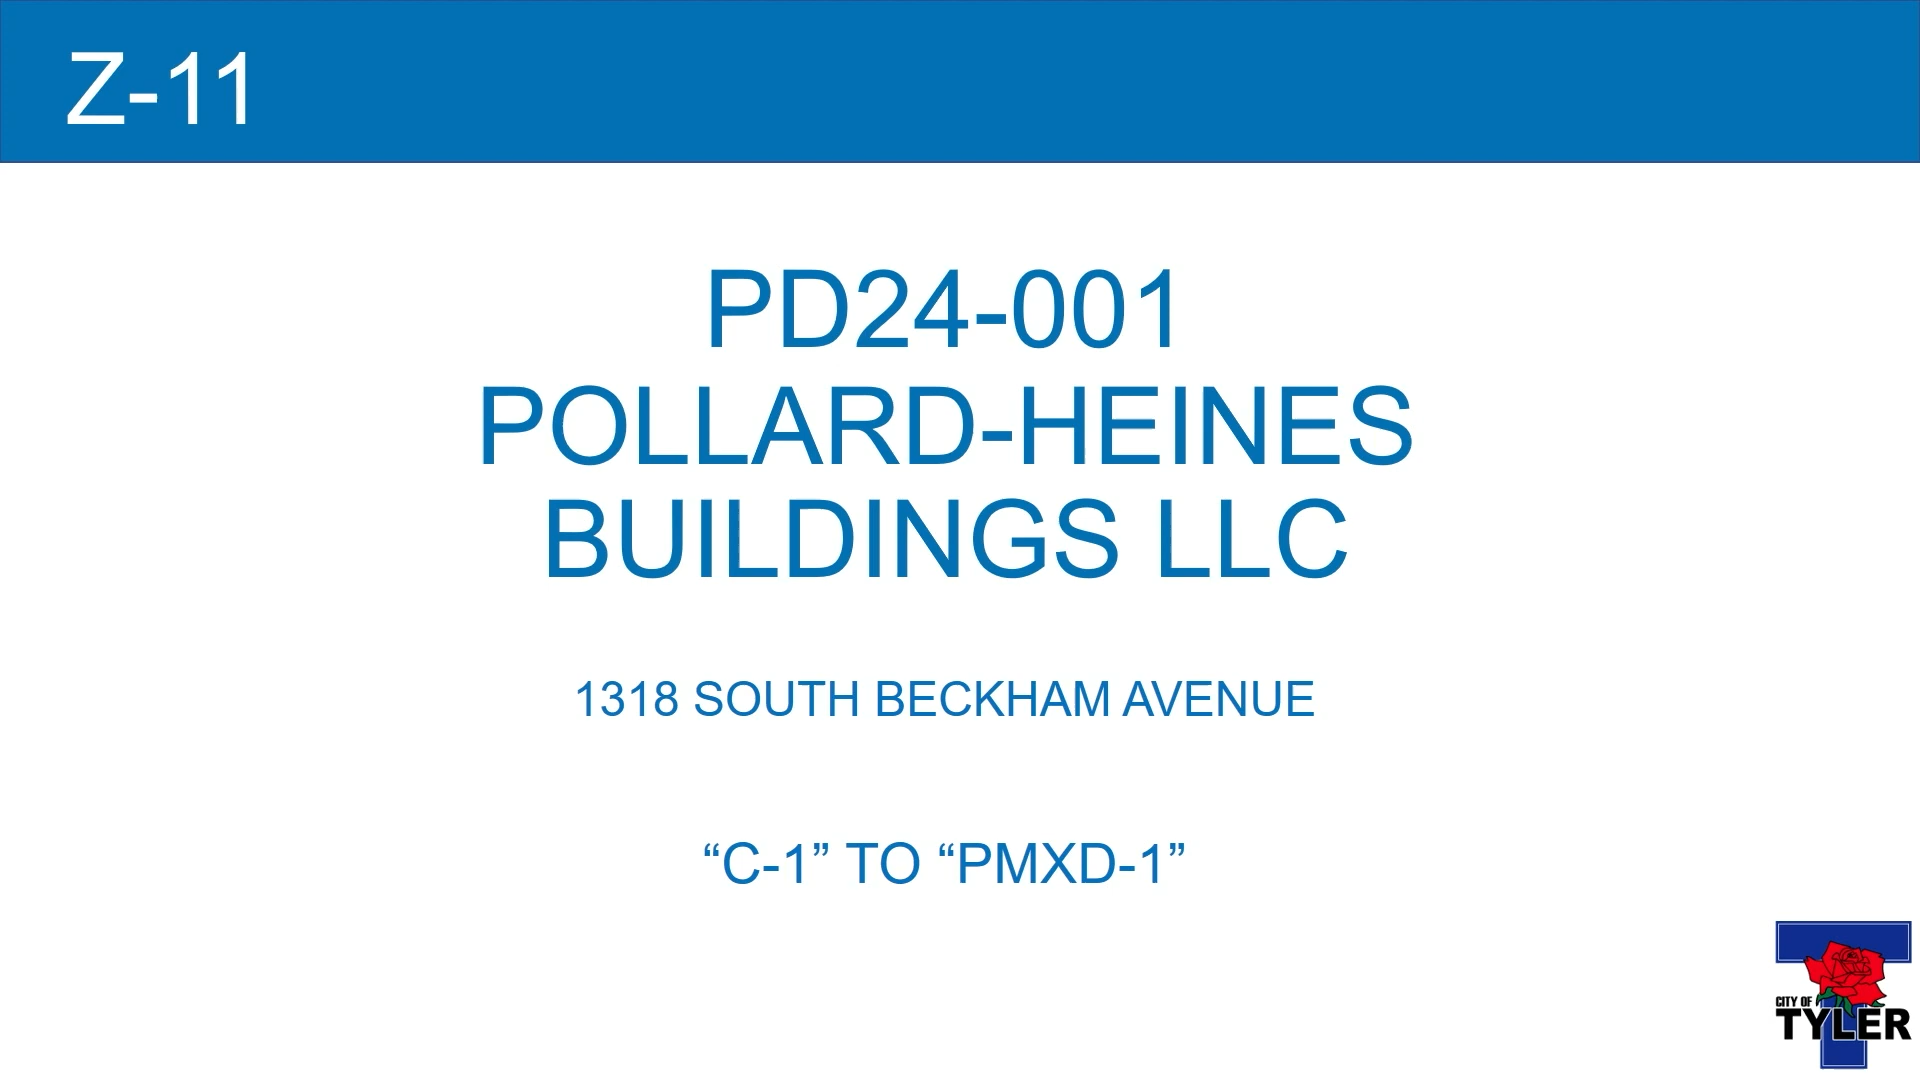 Z-11
PD24-001
POLLARD-HEINES
BUILDINGS LLC
1318 SOUTH BECKHAM AVENUE
“C-1” TO “PMXD-1”
CITY OF
TYLER